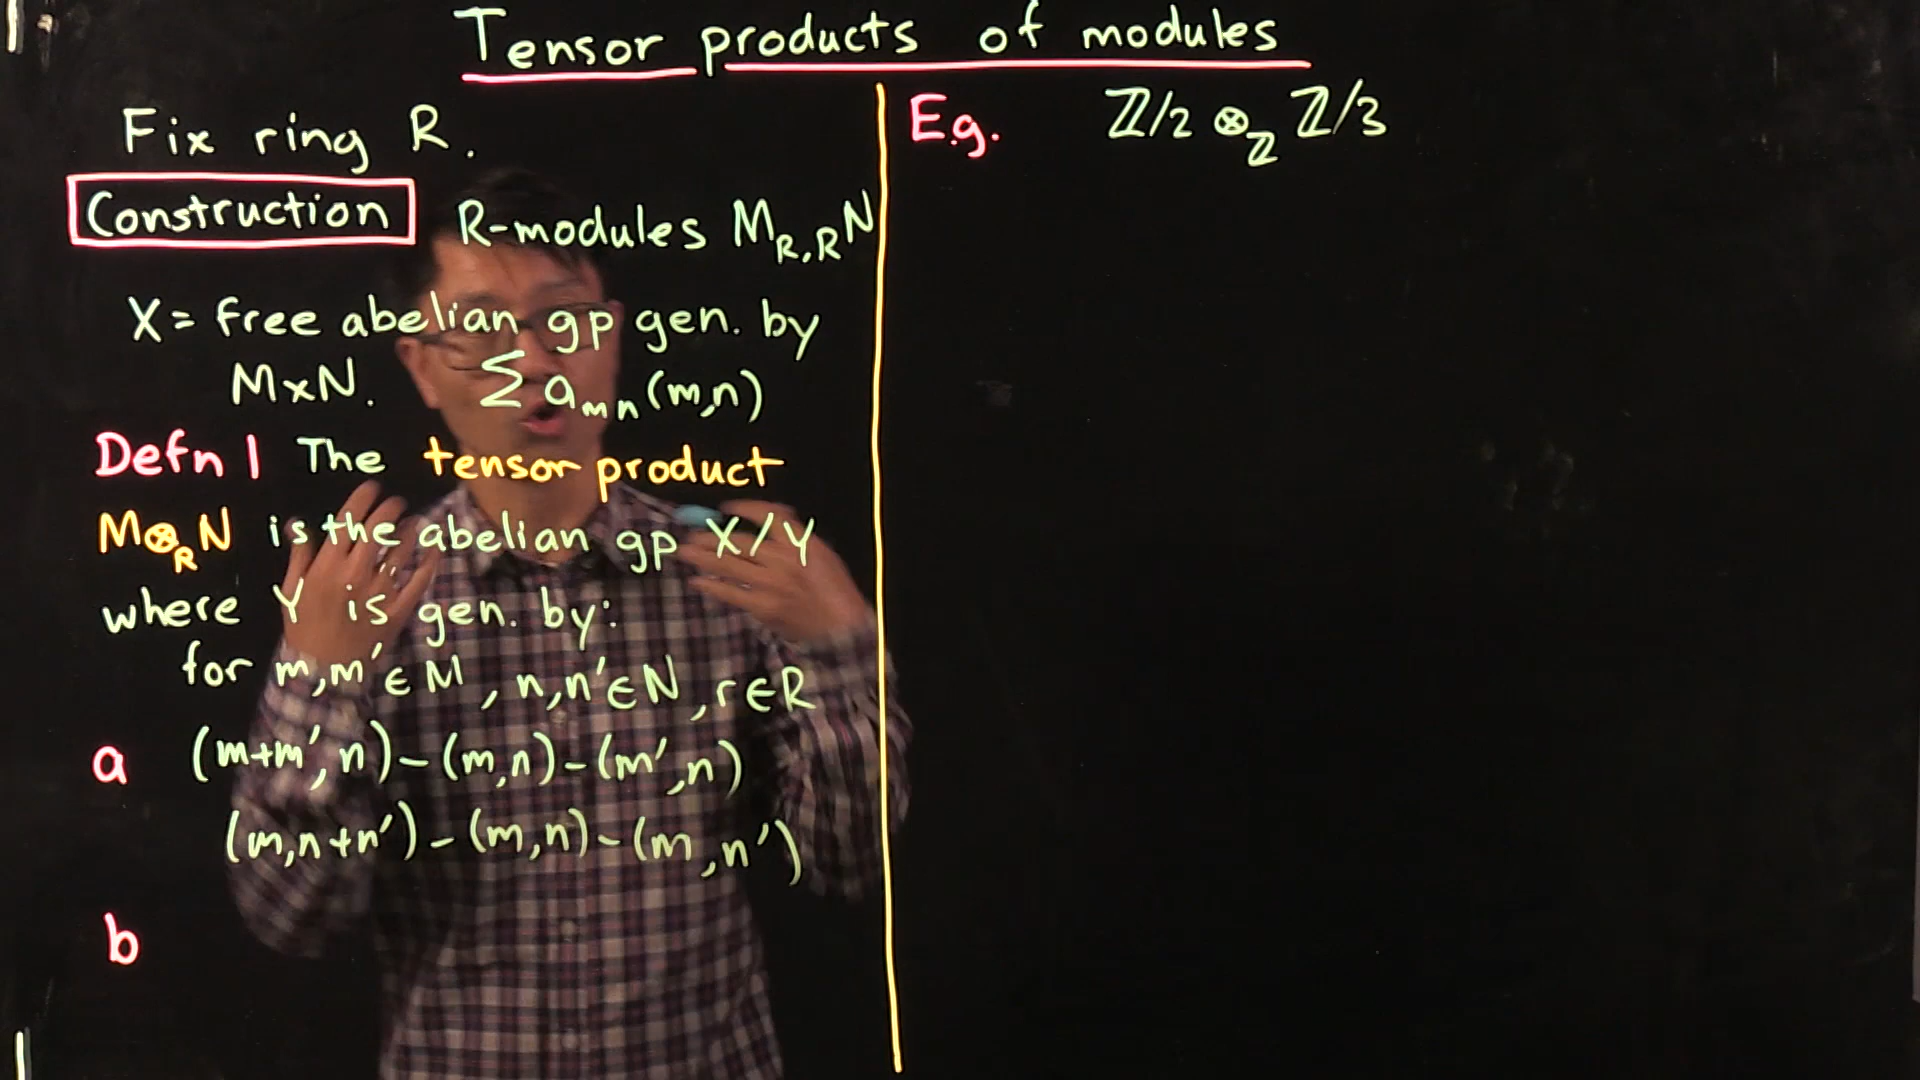 Tensor products of modules
Fix ring R.
Construction R-modules M_R, _RN
X = free abelian gp gen. by
M×N. Σ a_mn (m,n)
Defn 1 The tensor product
M⊗_R N is the abelian gp X/Y
where Y is gen. by:
for m,m' ∈ M, n,n' ∈ N, r ∈ R
a (m+m', n) - (m,n) - (m',n)
(m,n+n') - (m,n) - (m,n')
b
E.g. ℤ/2 ⊗_ℤ ℤ/3